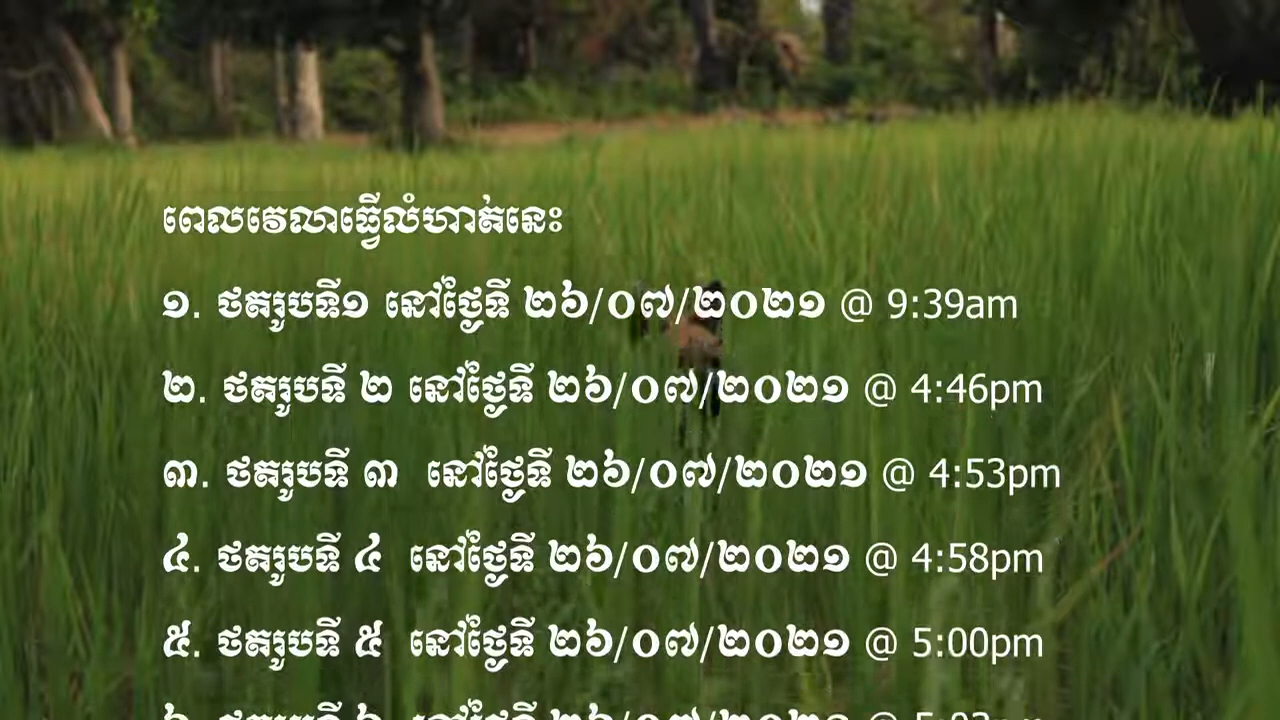 ពេលវេលាធ្វើលំហាត់នេះ
១. ថតរូបទី១ នៅថ្ងៃទី ២៦/០៧/២០២១ @ 9:39am
២. ថតរូបទី ២ នៅថ្ងៃទី ២៦/០៧/២០២១ @ 4:46pm
៣. ថតរូបទី ៣ នៅថ្ងៃទី ២៦/០៧/២០២១ @ 4:53pm
៤. ថតរូបទី ៤ នៅថ្ងៃទី ២៦/០៧/២០២១ @ 4:58pm
៥. ថតរូបទី ៥ នៅថ្ងៃទី ២៦/០៧/២០២១ @ 5:00pm